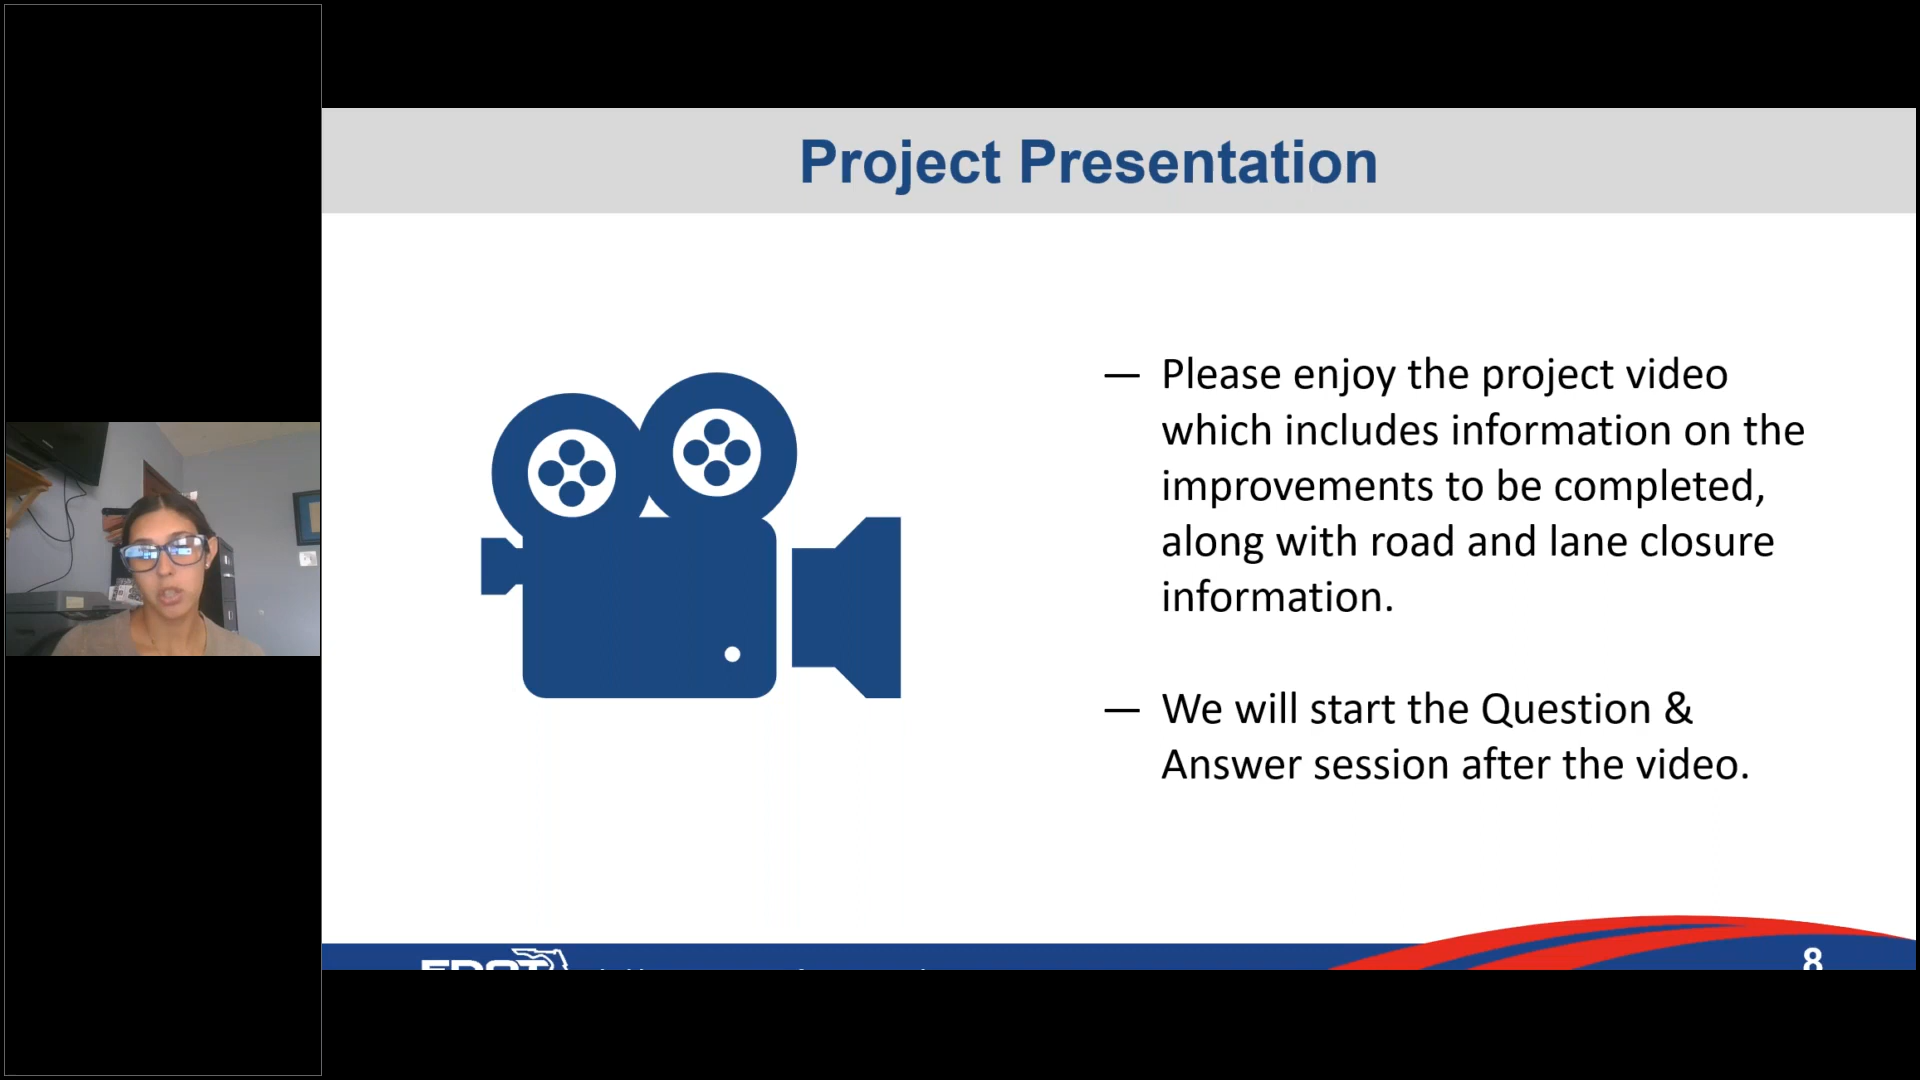 Project Presentation
— Please enjoy the project video
which includes information on the
improvements to be completed,
along with road and lane closure
information.
— We will start the Question &
Answer session after the video.
FDOT
8